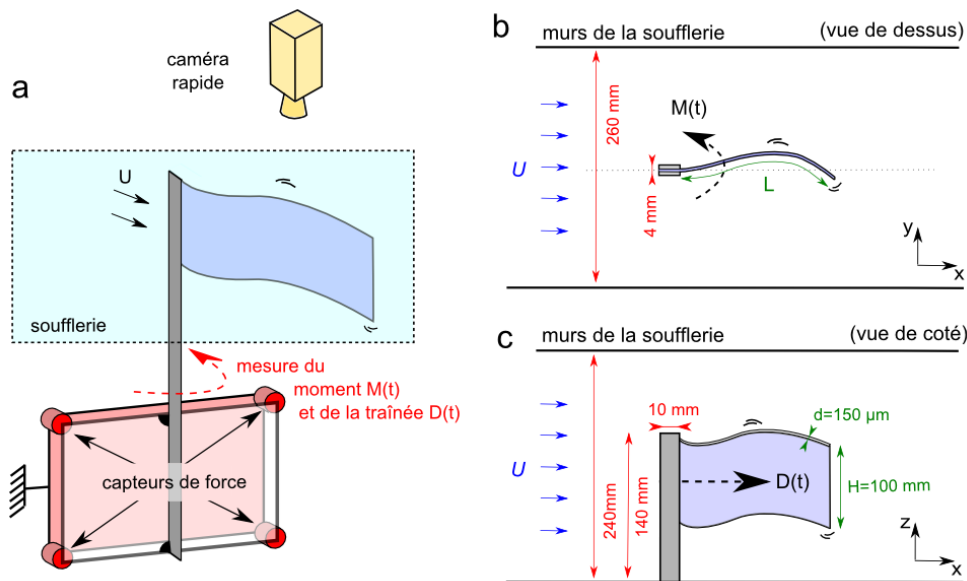 a
caméra
rapide
U
soufflerie
mesure du
moment M(t)
et de la traînée D(t)
capteurs de force
b
murs de la soufflerie
(vue de dessus)
U
260 mm
M(t)
4 mm
L
y
x
c
murs de la soufflerie
(vue de coté)
U
10 mm
d=150 µm
240mm
140 mm
D(t)
H=100 mm
z
x